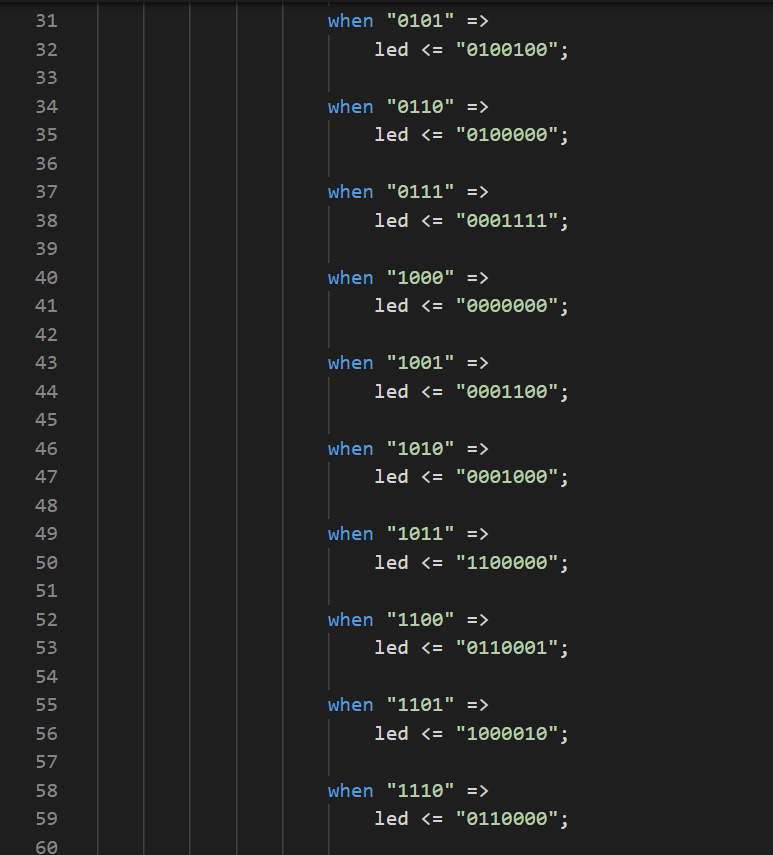 31 when "0101" =>
32 led <= "0100100";
33
34 when "0110" =>
35 led <= "0100000";
36
37 when "0111" =>
38 led <= "0001111";
39
40 when "1000" =>
41 led <= "0000000";
42
43 when "1001" =>
44 led <= "0001100";
45
46 when "1010" =>
47 led <= "0001000";
48
49 when "1011" =>
50 led <= "1100000";
51
52 when "1100" =>
53 led <= "0110001";
54
55 when "1101" =>
56 led <= "1000010";
57
58 when "1110" =>
59 led <= "0110000";
60